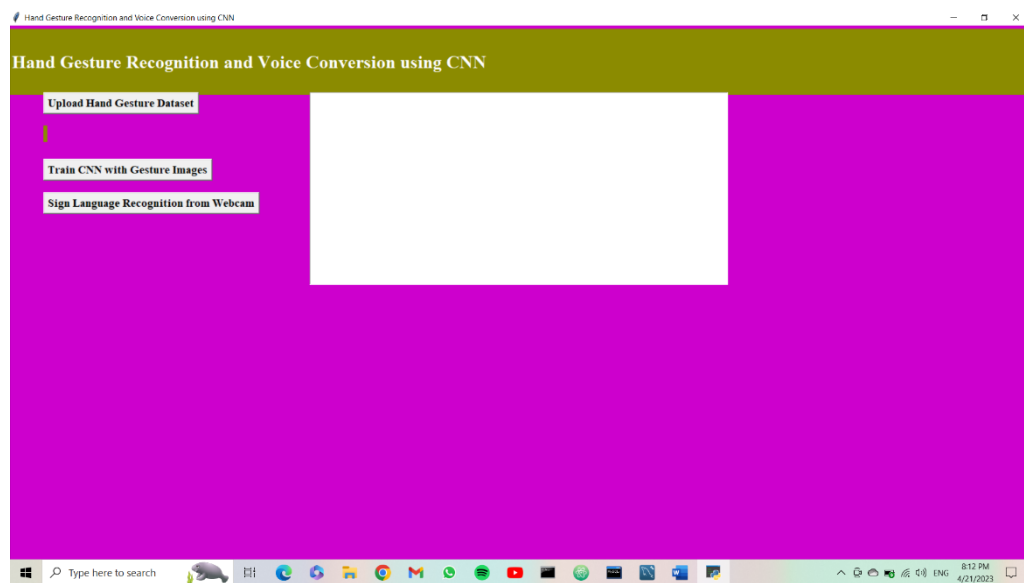 Hand Gesture Recognition and Voice Conversion using CNN
Hand Gesture Recognition and Voice Conversion using CNN
Upload Hand Gesture Dataset
Train CNN with Gesture Images
Sign Language Recognition from Webcam
Type here to search
ENG
8:12 PM
4/21/2023